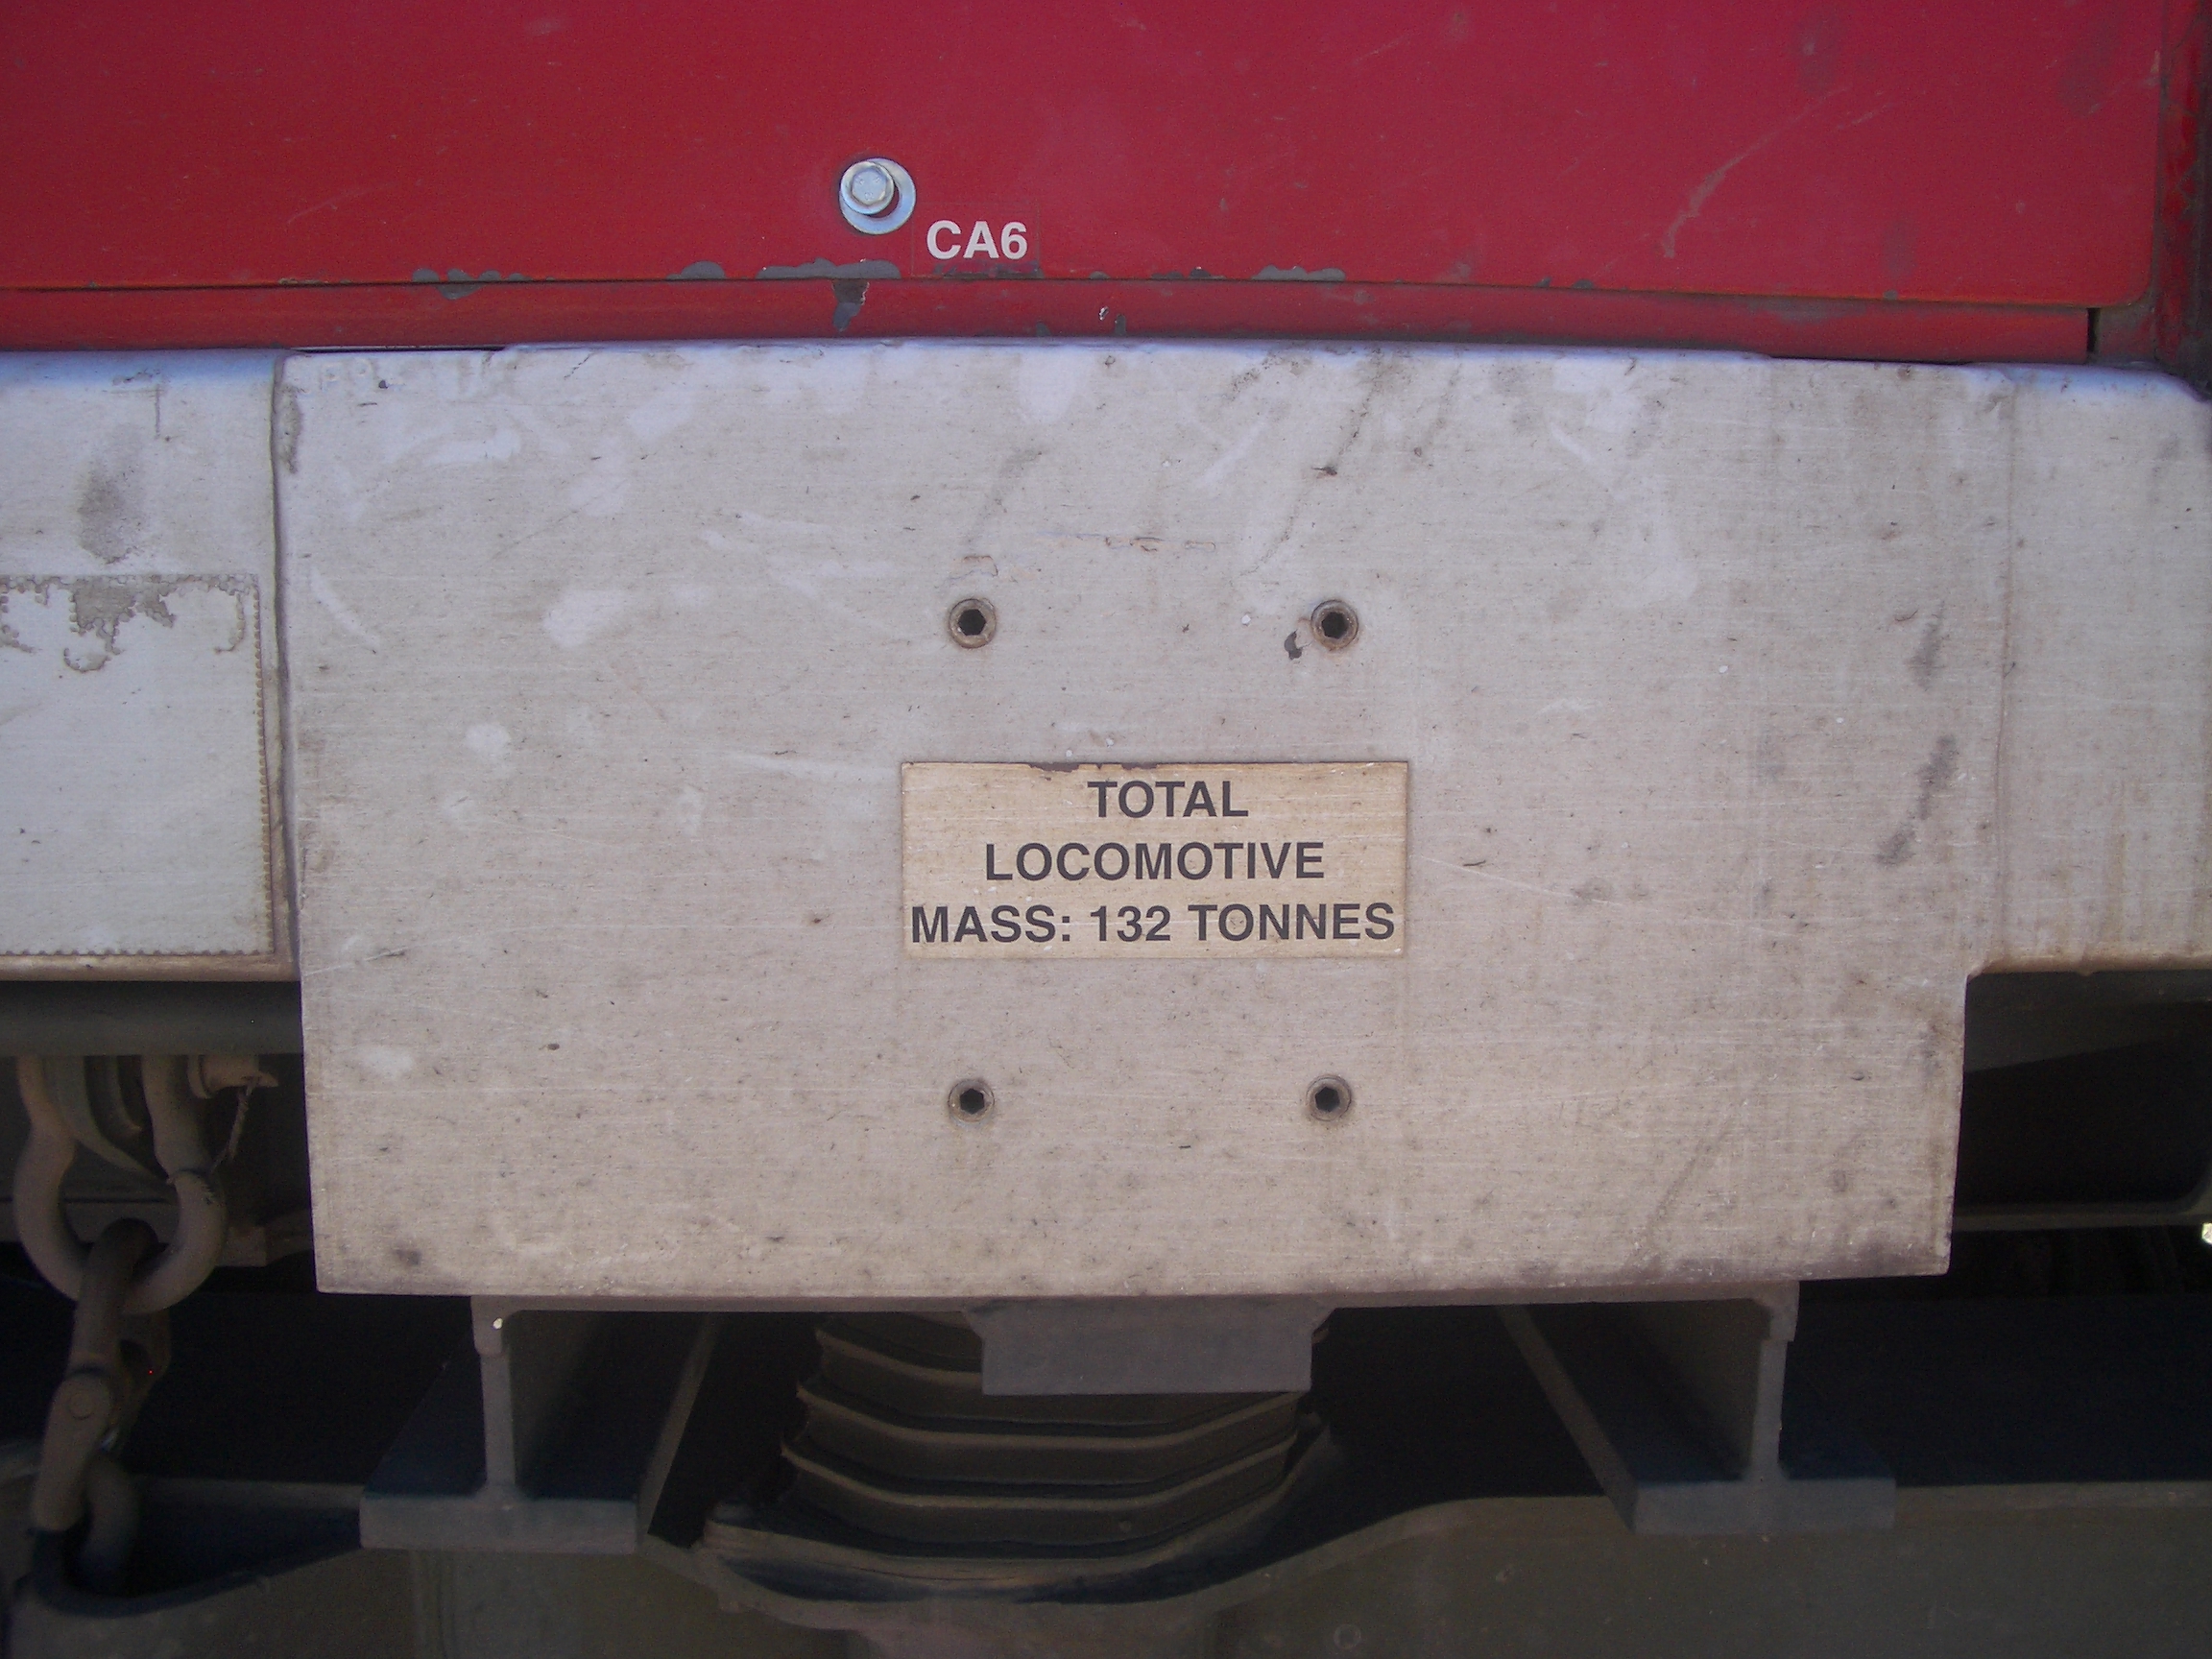 CA6
TOTAL
LOCOMOTIVE
MASS: 132 TONNES